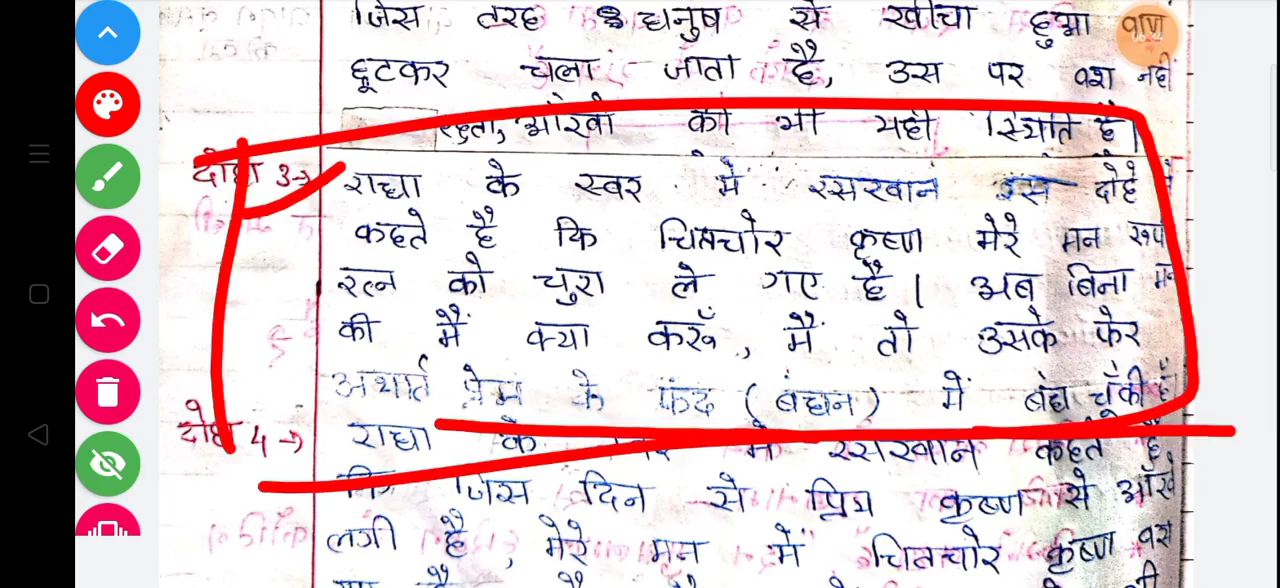 जिस तरह धनुष से खींचा हुआ बाण
छूटकर चला जाता है, उस पर वश नहीं
रहता, आँखों की भी यही स्थिति है।
दोहा 3→ राधा के स्वर में रसखान इस दोहे में
कहते हैं कि चितचोर कृष्ण मेरे मन रूपी
रत्न को चुरा ले गए हैं। अब बिना मन
की मैं क्या करूँ, मैं तो उसके फेर
अथार्त प्रेम के फंद (बंधन) में बंध चुँकी हूँ
दोहा 4→ राधा के में रसखान कहते हैं,
कि जिस दिन से प्रिय कृष्ण से आँखें
लगी हैं, मेरे मन में चितचोर कृष्ण बस